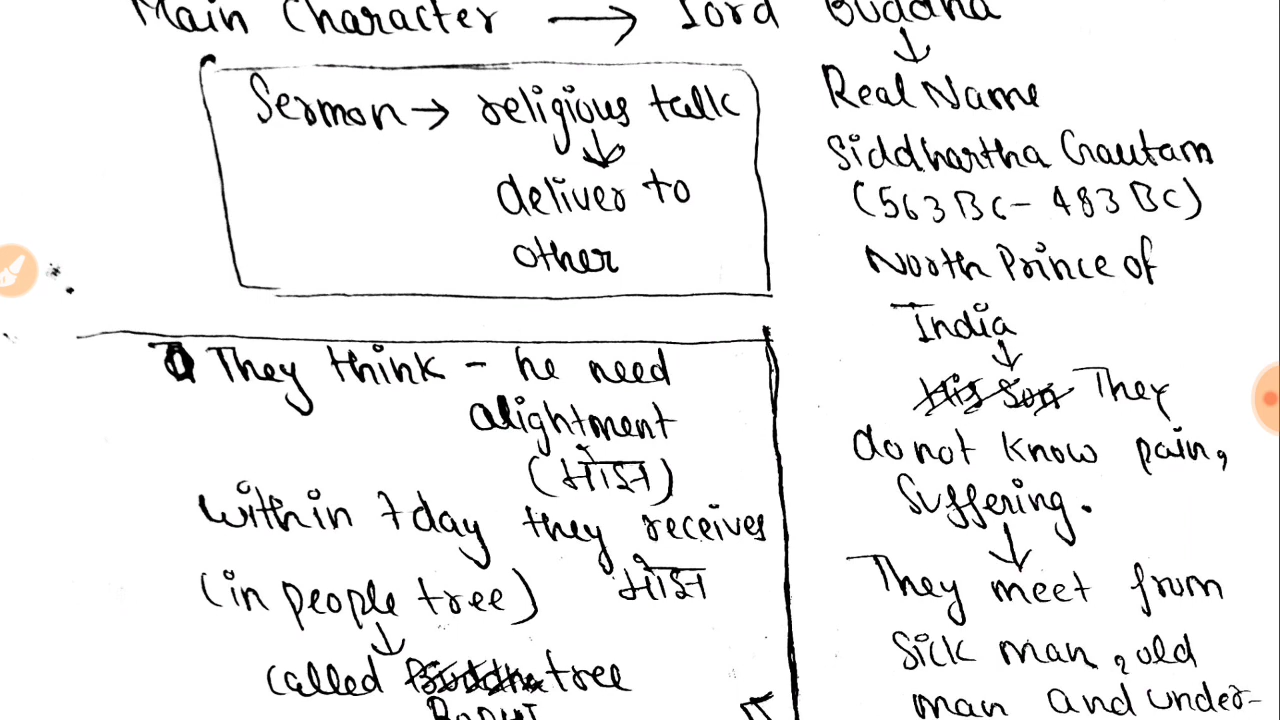 Main Character → Lord Buddha
Sermon → religious talk
↓
deliver to
other
↓
Real Name
Siddhartha Gautam
(563 BC - 483 BC)
North Prince of
India
↓
They
do not know pain,
Suffering.
↓
They meet from
Sick man, old
man and under-
They think - he need
alightment
(मोक्ष)
within 7 day they receives
(in people tree) मोक्ष
↓
called tree
BODHI